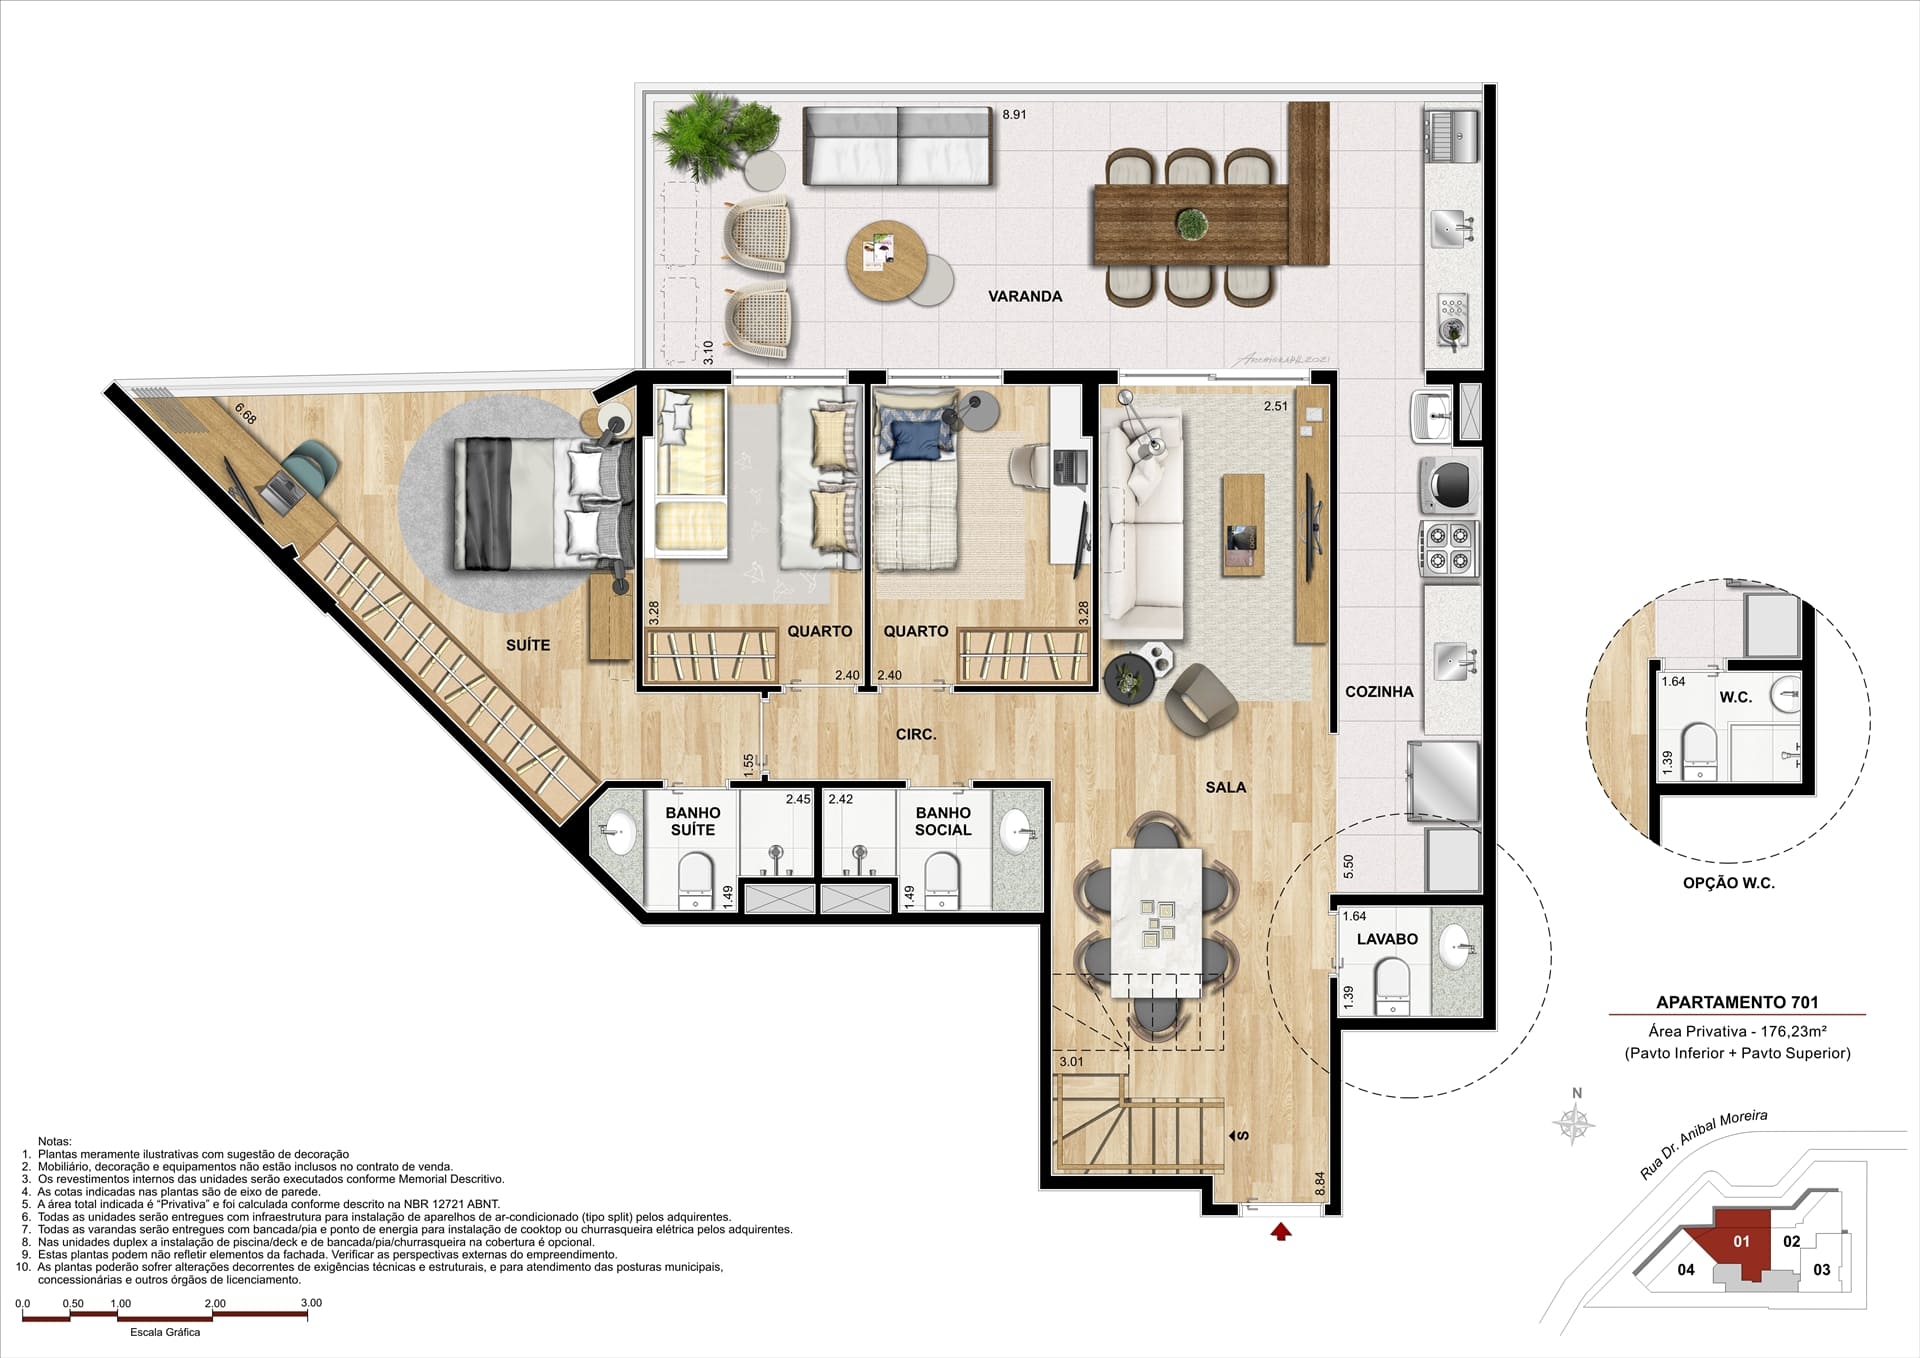 8.91
VARANDA
3.10
Archigraph 2021
6.68
2.51
SUÍTE
3.28
QUARTO
2.40
QUARTO
2.40
3.28
COZINHA
CIRC.
1.55
SALA
BANHO
SUÍTE
2.45
1.49
2.42
BANHO
SOCIAL
1.49
5.50
1.64
LAVABO
1.39
3.01
S
8.84
1.64
W.C.
1.39
OPÇÃO W.C.
APARTAMENTO 701
Área Privativa - 176,23m²
(Pavto Inferior + Pavto Superior)
N
Rua Dr. Anibal Moreira
01
02
03
04
Notas:
1. Plantas meramente ilustrativas com sugestão de decoração
2. Mobiliário, decoração e equipamentos não estão inclusos no contrato de venda.
3. Os revestimentos internos das unidades serão executados conforme Memorial Descritivo.
4. As cotas indicadas nas plantas são de eixo de parede.
5. A área total indicada é “Privativa” e foi calculada conforme descrito na NBR 12721 ABNT.
6. Todas as unidades serão entregues com infraestrutura para instalação de aparelhos de ar-condicionado (tipo split) pelos adquirentes.
7. Todas as varandas serão entregues com bancada/pia e ponto de energia para instalação de cooktop ou churrasqueira elétrica pelos adquirentes.
8. Nas unidades duplex a instalação de piscina/deck e de bancada/pia/churrasqueira na cobertura é opcional.
9. Estas plantas podem não refletir elementos da fachada. Verificar as perspectivas externas do empreendimento.
10. As plantas poderão sofrer alterações decorrentes de exigências técnicas e estruturais, e para atendimento das posturas municipais,
concessionárias e outros órgãos de licenciamento.
0.0 0.50 1.00 2.00 3.00
Escala Gráfica